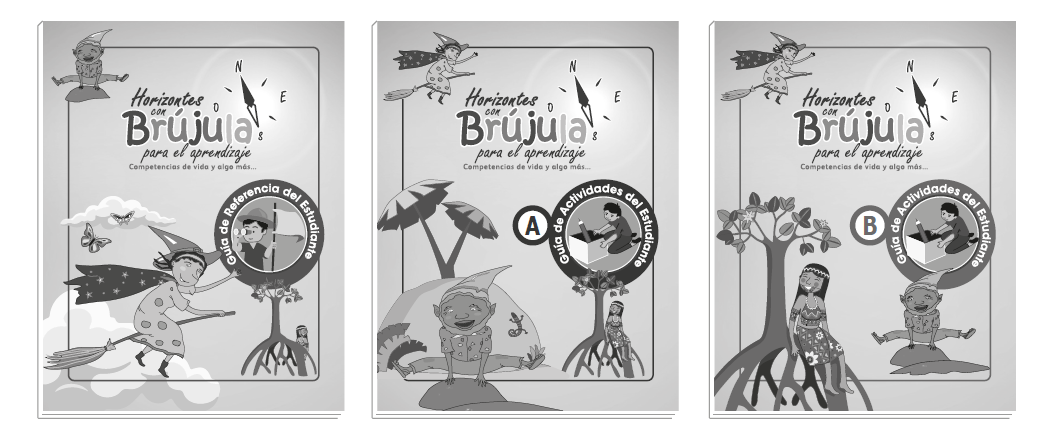 N
E
O
S
Horizontes
con
Brújula
para el aprendizaje
Competencias de vida y algo más...
Guía de Referencia del Estudiante
N
E
O
S
Horizontes
con
Brújula
para el aprendizaje
Competencias de vida y algo más...
A
Guía de Actividades del Estudiante
N
E
O
S
Horizontes
con
Brújula
para el aprendizaje
Competencias de vida y algo más...
B
Guía de Actividades del Estudiante